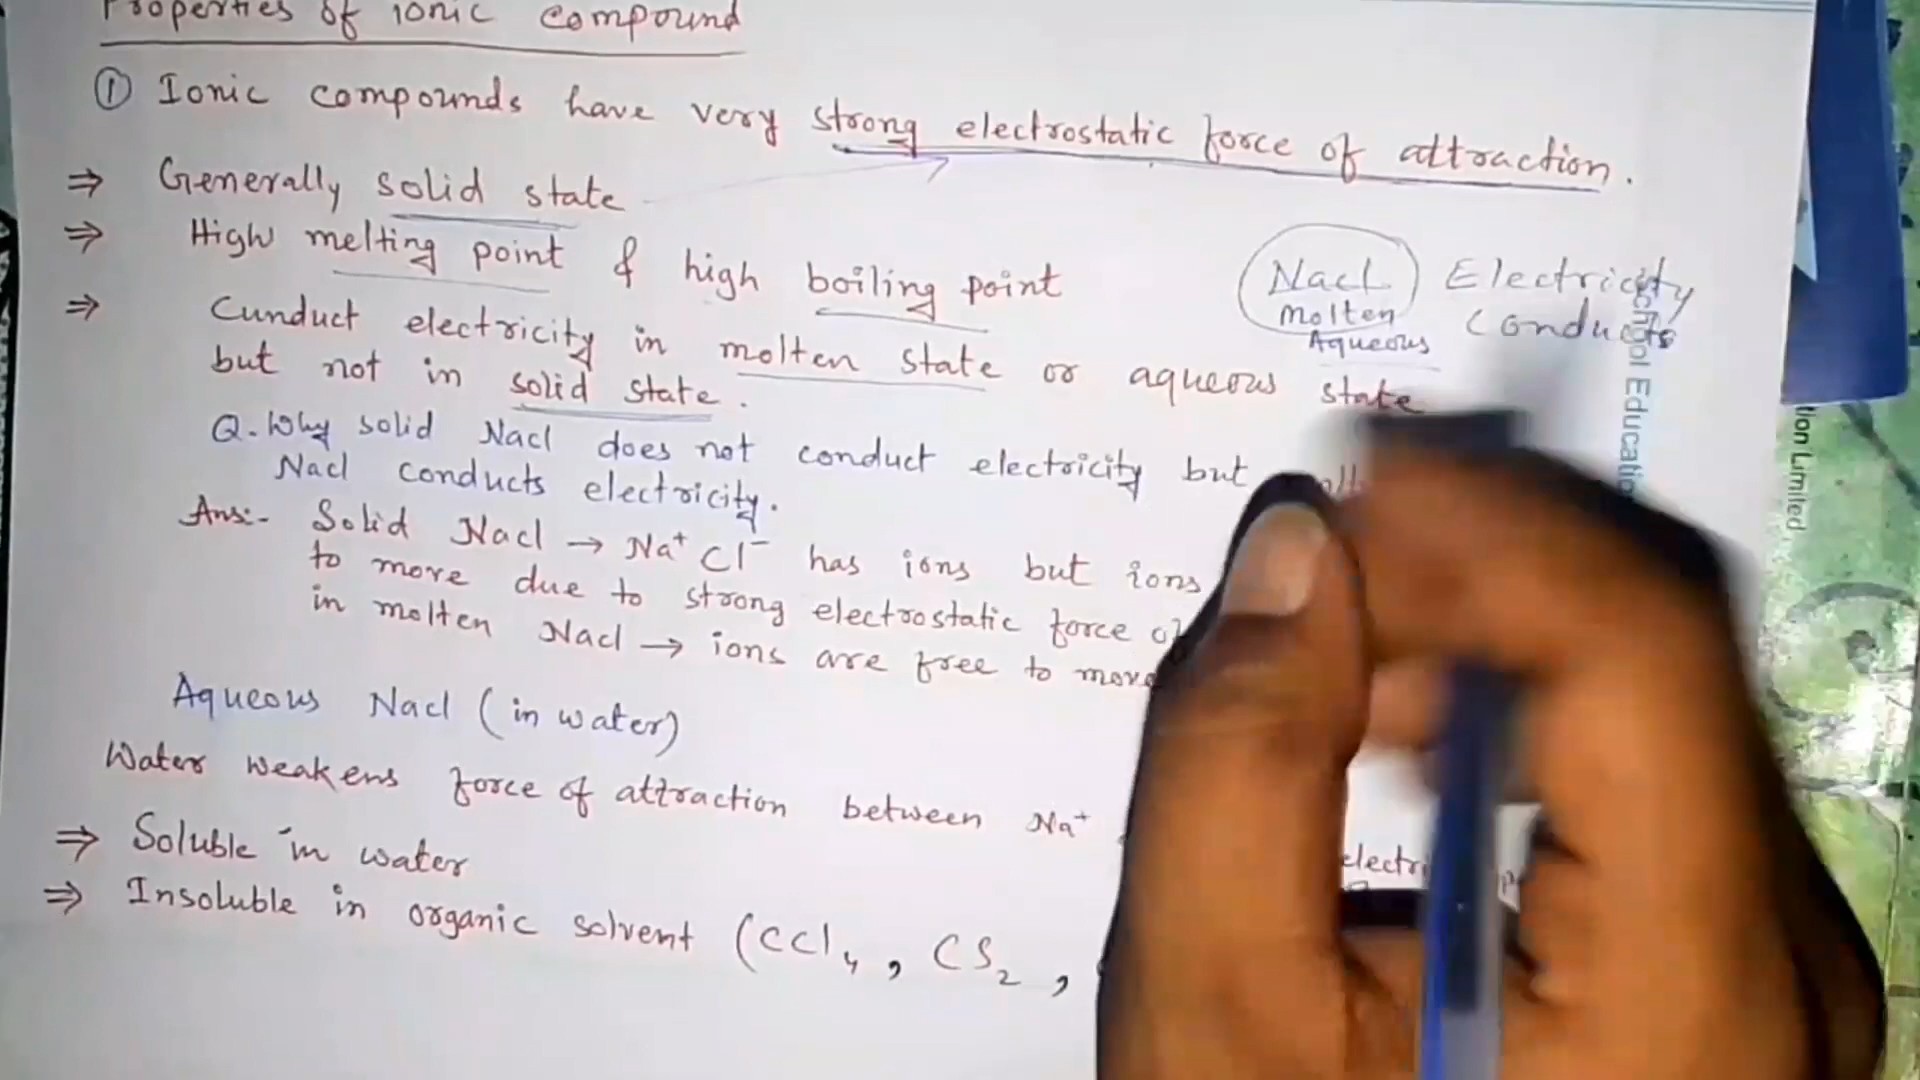 Properties of ionic compound
① Ionic compounds have very strong electrostatic force of attraction.
⇒ Generally solid state
⇒ High melting point & high boiling point
Nacl Electricity
molten Conducts
Aqueous
⇒ Cunduct electricity in molten state or aqueous state
but not in solid state.
Q. Why solid Nacl does not conduct electricity but
Nacl conducts electricity.
Ans:- Solid Nacl → Na⁺ Cl⁻ has ions but ions
to move due to strong electrostatic force of
in molten Nacl → ions are free to move
Aqueous Nacl (in water)
Water weakens force of attraction between Na⁺
⇒ Soluble in water
⇒ Insoluble in organic solvent (CCl₄, CS₂,
School Education
tion Limited